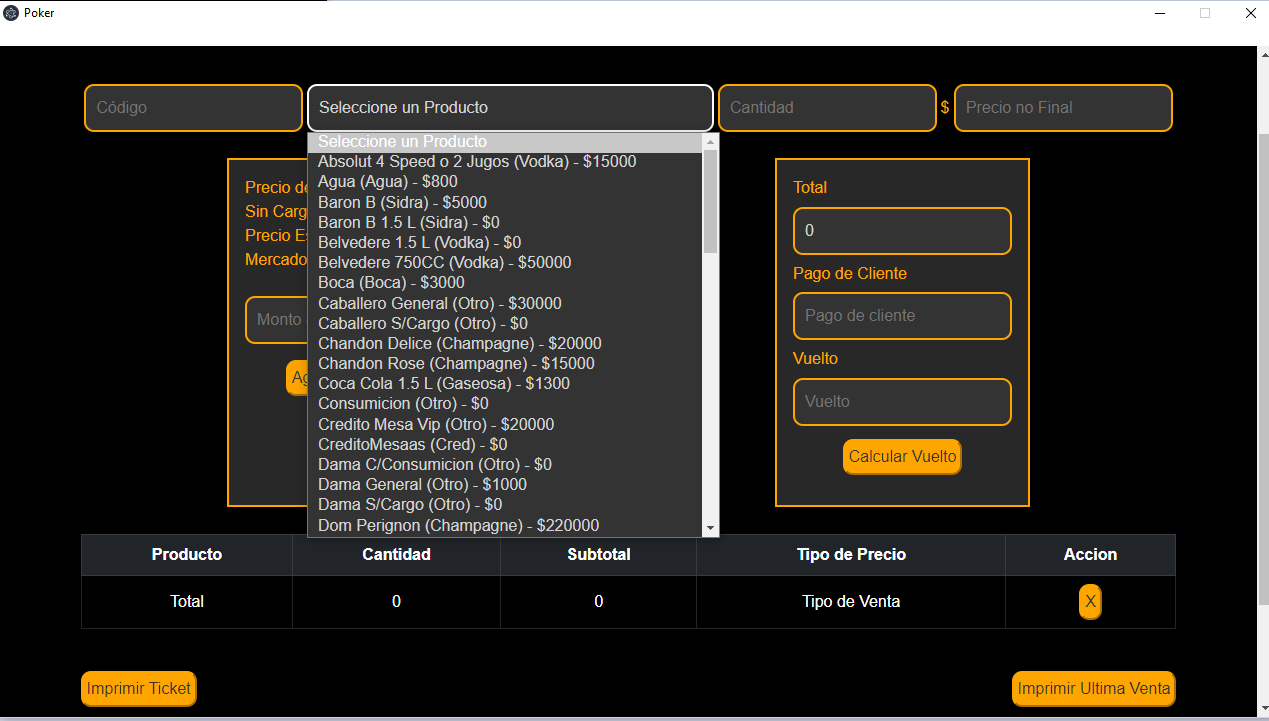 Poker
Código
Seleccione un Producto
Cantidad
$
Precio no Final
Seleccione un Producto
Absolut 4 Speed o 2 Jugos (Vodka) - $15000
Agua (Agua) - $800
Baron B (Sidra) - $5000
Baron B 1.5 L (Sidra) - $0
Belvedere 1.5 L (Vodka) - $0
Belvedere 750CC (Vodka) - $50000
Boca (Boca) - $3000
Caballero General (Otro) - $30000
Caballero S/Cargo (Otro) - $0
Chandon Delice (Champagne) - $20000
Chandon Rose (Champagne) - $15000
Coca Cola 1.5 L (Gaseosa) - $1300
Consumicion (Otro) - $0
Credito Mesa Vip (Otro) - $20000
CreditoMesaas (Cred) - $0
Dama C/Consumicion (Otro) - $0
Dama General (Otro) - $1000
Dama S/Cargo (Otro) - $0
Dom Perignon (Champagne) - $220000
Precio de
Sin Carg
Precio Es
Mercado
Monto
Ag
Total
0
Pago de Cliente
Pago de cliente
Vuelto
Vuelto
Calcular Vuelto
Producto Cantidad Subtotal Tipo de Precio Accion
Total 0 0 Tipo de Venta X
Imprimir Ticket
Imprimir Ultima Venta